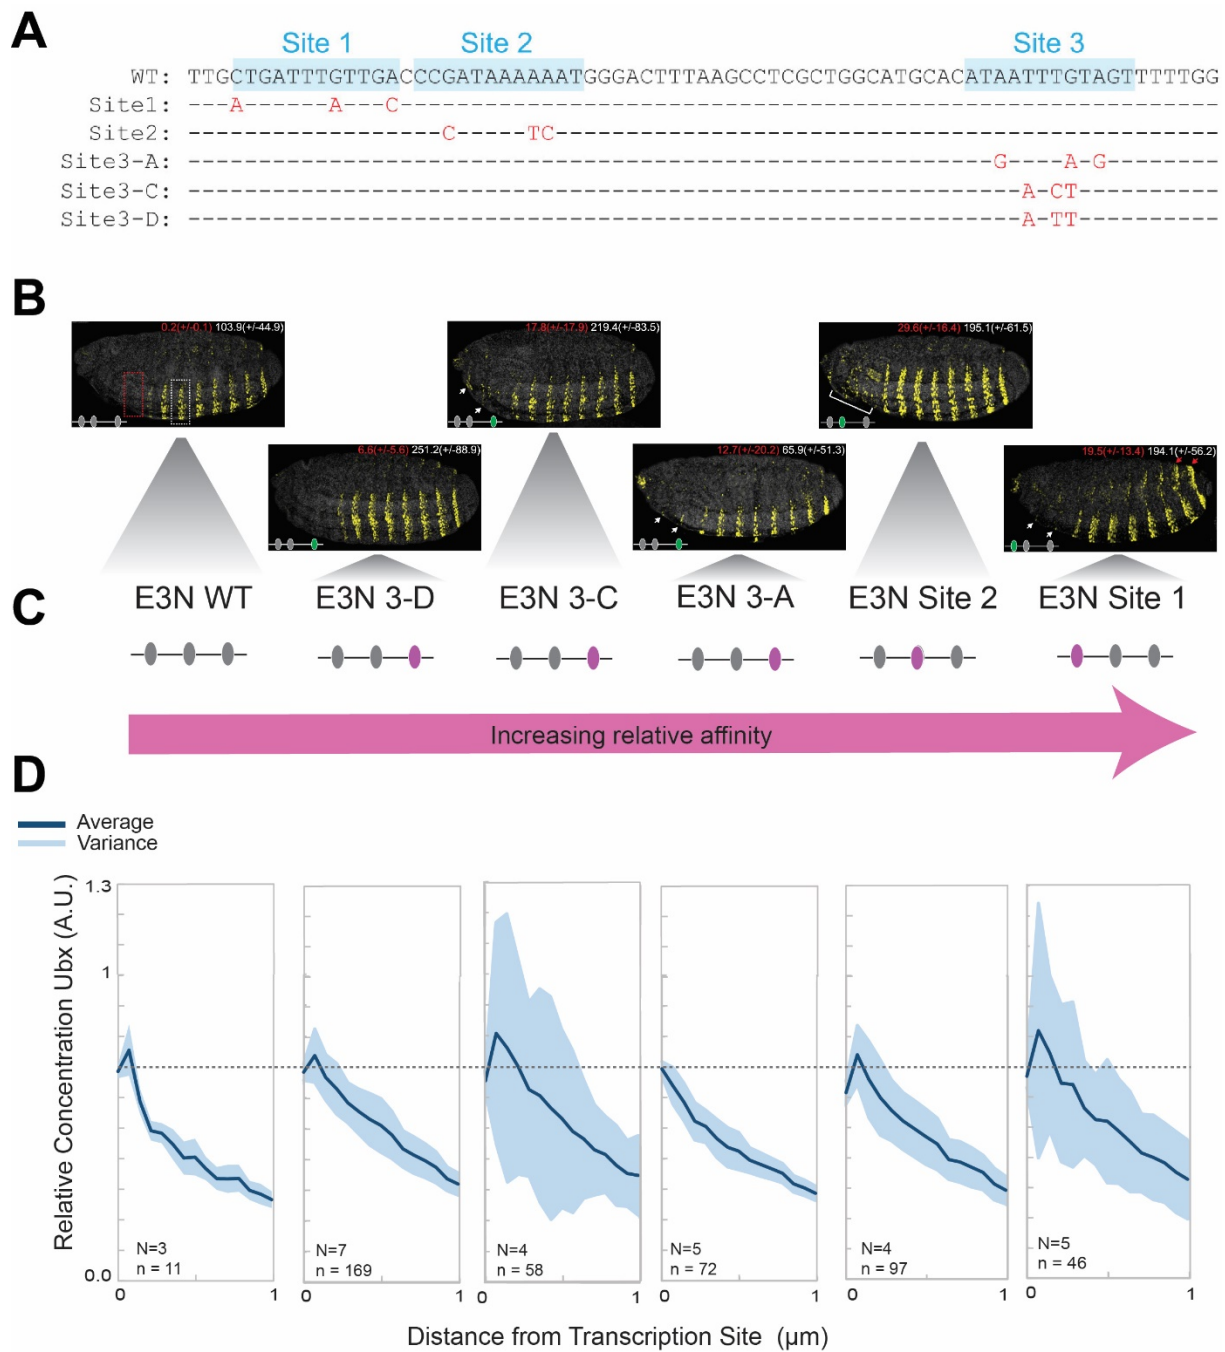 A
Site 1 Site 2 Site 3
WT: TTGCTGATTTGTTGACCCGATAAAAAATGGGACTTTAAGCCTCGCTGGCATGCACATAATTTGTAGTTTTTGG
Site1: ---A------A---C----------------------------------------------------------
Site2: ------------------C-----TC-----------------------------------------------
Site3-A: ---------------------------------------------------------G----A-G--------
Site3-C: -----------------------------------------------------------A-CT----------
Site3-D: -----------------------------------------------------------A-TT----------
B
0.2(+/-0.1) 103.9(+/-44.9)
17.8(+/-17.9) 219.4(+/-83.5)
29.6(+/-16.4) 195.1(+/-61.5)
6.6(+/-5.6) 251.2(+/-88.9)
12.7(+/-20.2) 65.9(+/-51.3)
19.5(+/-13.4) 194.1(+/-56.2)
C
E3N WT E3N 3-D E3N 3-C E3N 3-A E3N Site 2 E3N Site 1
Increasing relative affinity
D
Average
Variance
Relative Concentration Ubx (A.U.)
1.3
1
0.0
N=3
n = 11
N=7
n = 169
N=4
n = 58
N=5
n = 72
N=4
n = 97
N=5
n = 46
0 1 0 1 0 1 0 1 0 1 0 1
Distance from Transcription Site (µm)